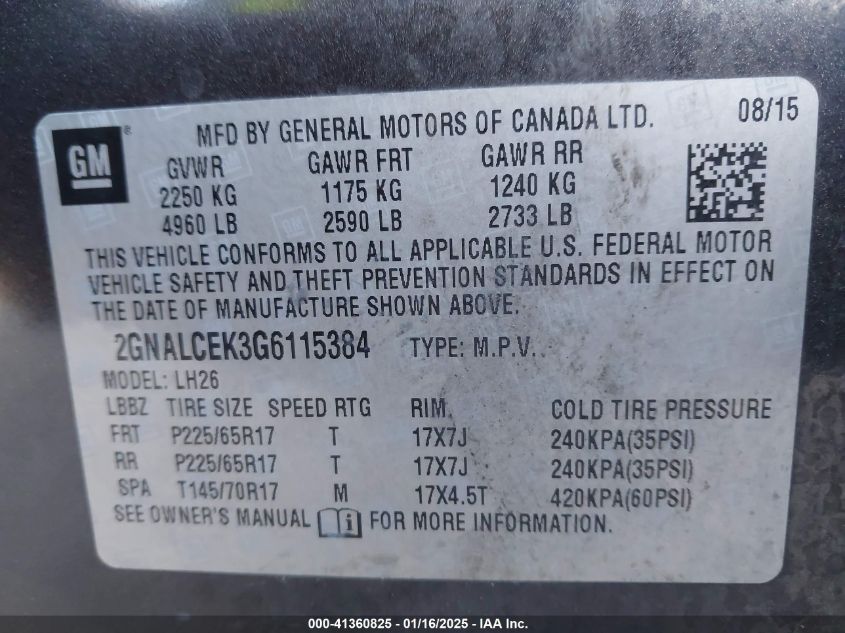 GM
®
MFD BY GENERAL MOTORS OF CANADA LTD. 08/15
GVWR GAWR FRT GAWR RR
2250 KG 1175 KG 1240 KG
4960 LB 2590 LB 2733 LB
THIS VEHICLE CONFORMS TO ALL APPLICABLE U.S. FEDERAL MOTOR
VEHICLE SAFETY AND THEFT PREVENTION STANDARDS IN EFFECT ON
THE DATE OF MANUFACTURE SHOWN ABOVE.
2GNALCEK3G6115384 TYPE: M.P.V.
MODEL: LH26
LBBZ TIRE SIZE SPEED RTG RIM COLD TIRE PRESSURE
FRT P225/65R17 T 17X7J 240KPA(35PSI)
RR P225/65R17 T 17X7J 240KPA(35PSI)
SPA T145/70R17 M 17X4.5T 420KPA(60PSI)
SEE OWNER'S MANUAL i FOR MORE INFORMATION.
000-41360825 - 01/16/2025 - IAA Inc.